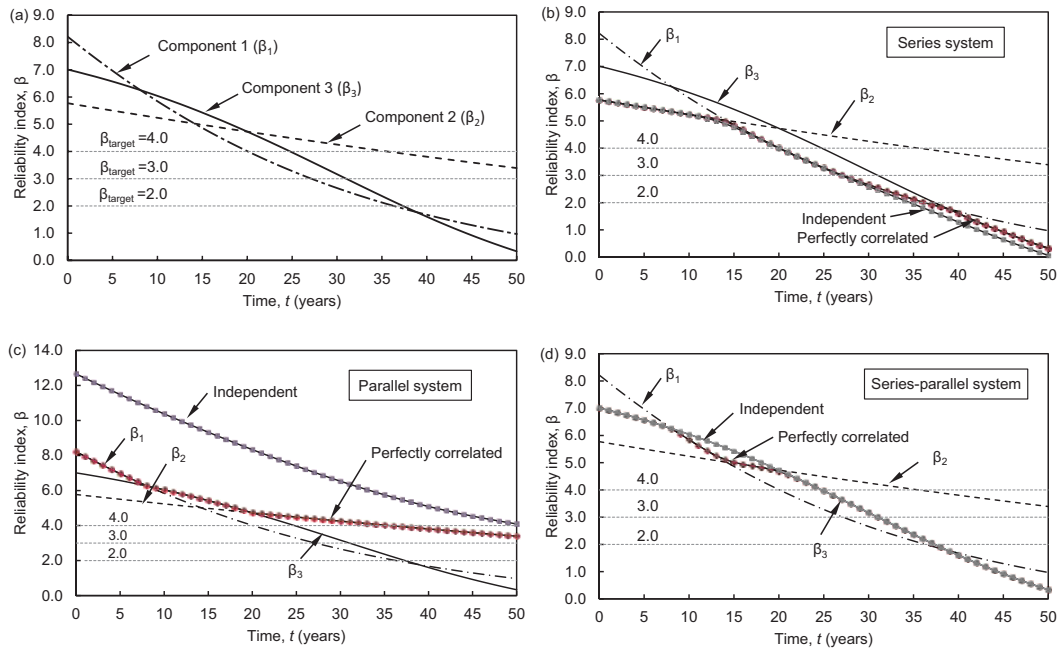 (a)
9.0
8.0
7.0
6.0
5.0
4.0
3.0
2.0
1.0
0.0
Reliability index, β
Component 1 (β1)
Component 3 (β3)
Component 2 (β2)
βtarget =4.0
βtarget =3.0
βtarget =2.0
0 5 10 15 20 25 30 35 40 45 50
Time, t (years)
(b)
9.0
8.0
7.0
6.0
5.0
4.0
3.0
2.0
1.0
0.0
Reliability index, β
β1
Series system
β3
β2
4.0
3.0
2.0
Independent
Perfectly correlated
0 5 10 15 20 25 30 35 40 45 50
Time, t (years)
(c)
14.0
12.0
10.0
8.0
6.0
4.0
2.0
0.0
Reliability index, β
Independent
Parallel system
β1
β2
Perfectly correlated
4.0
3.0
2.0
β3
0 5 10 15 20 25 30 35 40 45 50
Time, t (years)
(d)
9.0
8.0
7.0
6.0
5.0
4.0
3.0
2.0
1.0
0.0
Reliability index, β
β1
Series-parallel system
Independent
Perfectly correlated
β2
4.0
3.0
2.0
β3
0 5 10 15 20 25 30 35 40 45 50
Time, t (years)